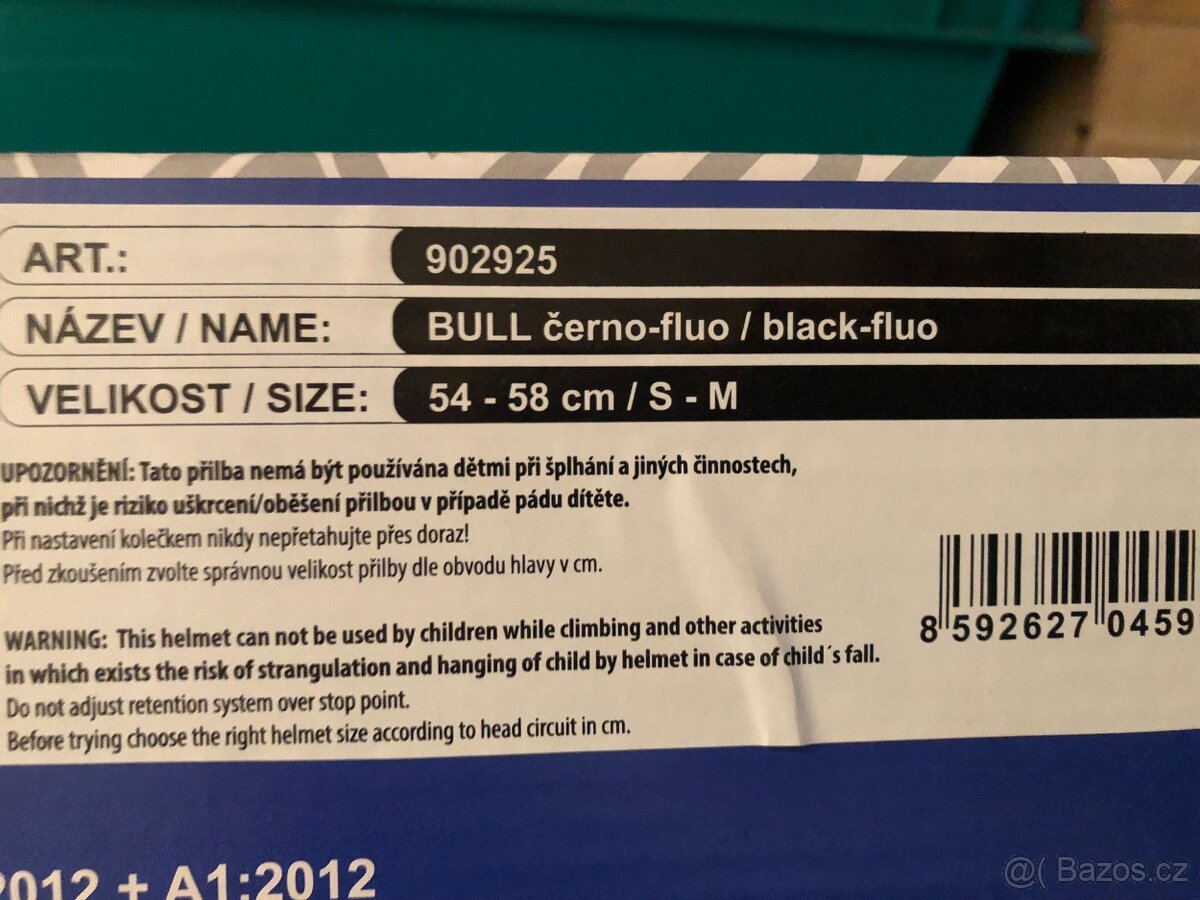 ART.: 902925
NÁZEV / NAME: BULL černo-fluo / black-fluo
VELIKOST / SIZE: 54 - 58 cm / S - M
UPOZORNĚNÍ: Tato přilba nemá být používána dětmi při šplhání a jiných činnostech,
při nichž je riziko uškrcení/oběšení přilbou v případě pádu dítěte.
Při nastavení kolečkem nikdy nepřetahujte přes doraz!
Před zkoušením zvolte správnou velikost přilby dle obvodu hlavy v cm.
8 592627 0459
WARNING: This helmet can not be used by children while climbing and other activities
in which exists the risk of strangulation and hanging of child by helmet in case of child´s fall.
Do not adjust retention system over stop point.
Before trying choose the right helmet size according to head circuit in cm.
2012 + A1:2012
@( Bazos.cz